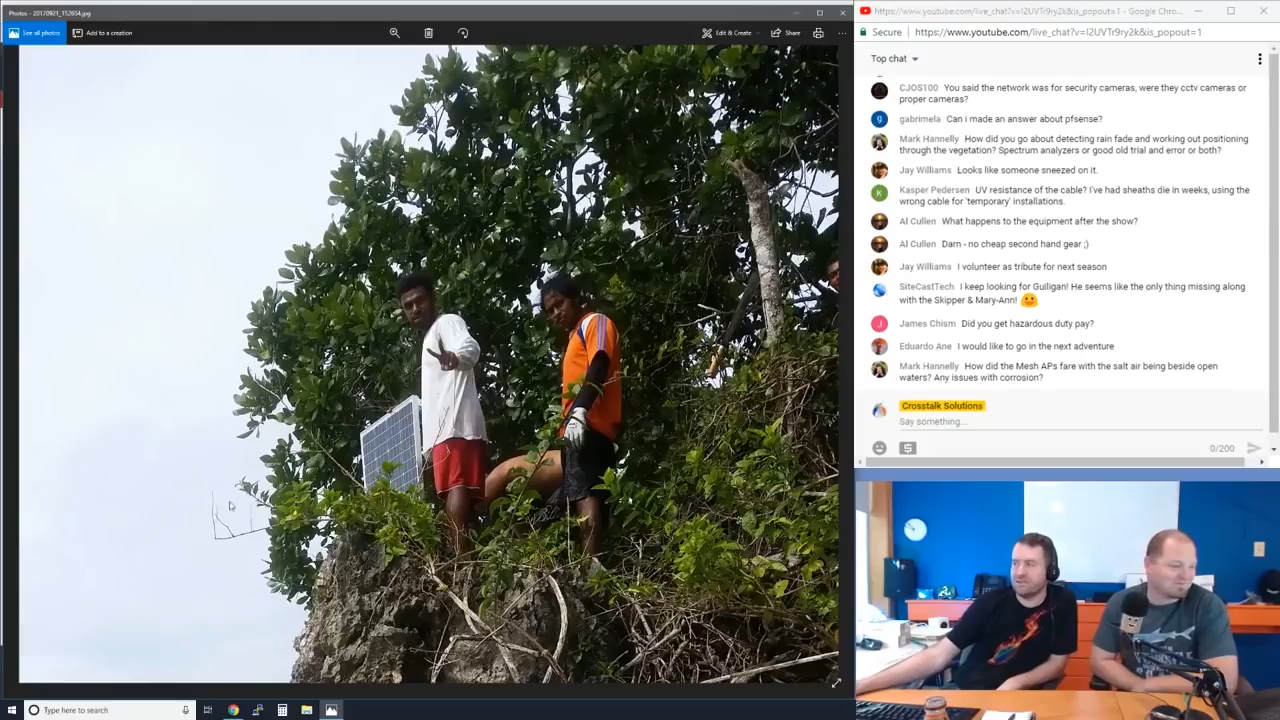 Photos - 20170921_152654.jpg
https://www.youtube.com/live_chat?v=I2UVTr9ry2k&is_popout=1 - Google Chro...
See all photos
Add to a creation
Edit & Create
Share
Secure
https://www.youtube.com/live_chat?v=I2UVTr9ry2k&is_popout=1
Top chat
CJOS100 You said the network was for security cameras, were they cctv cameras or
proper cameras?
gabrimela Can i made an answer about pfsense?
Mark Hannelly How did you go about detecting rain fade and working out positioning
through the vegetation? Spectrum analyzers or good old trial and error or both?
Jay Williams Looks like someone sneezed on it.
Kasper Pedersen UV resistance of the cable? I've had sheaths die in weeks, using the
wrong cable for 'temporary' installations.
Al Cullen What happens to the equipment after the show?
Al Cullen Darn - no cheap second hand gear ;)
Jay Williams I volunteer as tribute for next season
SiteCastTech I keep looking for Guiligan! He seems like the only thing missing along
with the Skipper & Mary-Ann!
James Chism Did you get hazardous duty pay?
Eduardo Ane I would like to go in the next adventure
Mark Hannelly How did the Mesh APs fare with the salt air being beside open
waters? Any issues with corrosion?
Crosstalk Solutions
Say something...
0/200
Type here to search